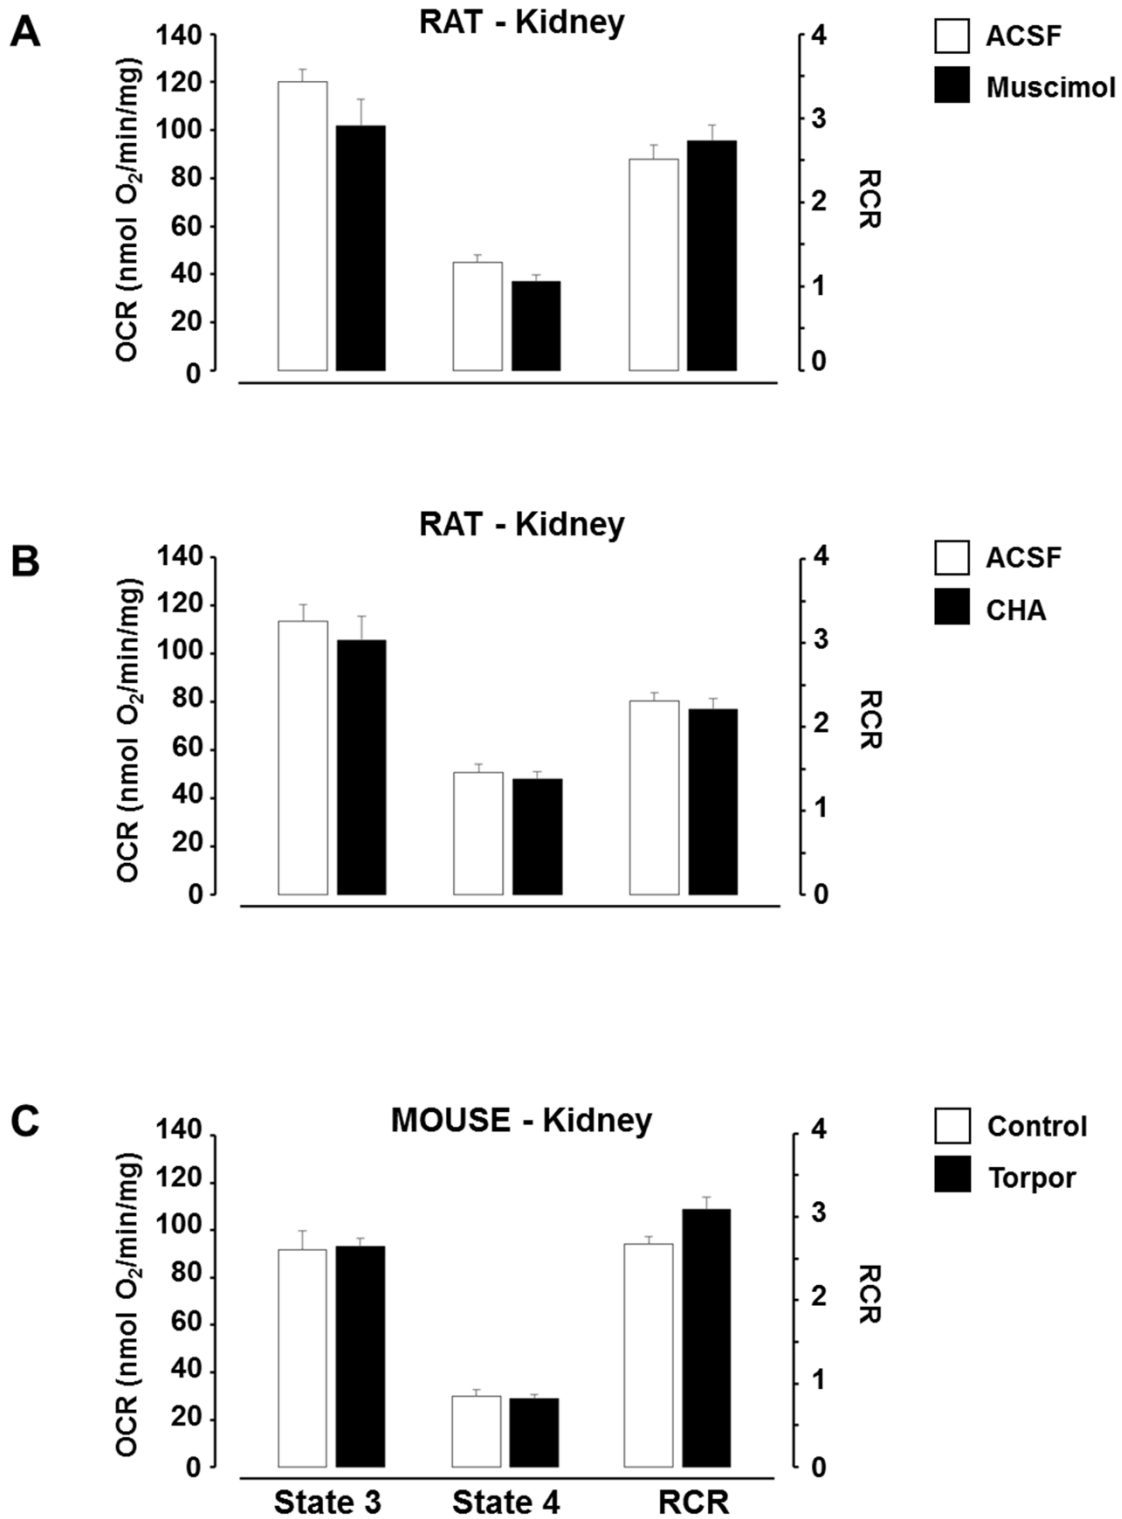 A
RAT - Kidney
OCR (nmol O₂/min/mg)
140
120
100
80
60
40
20
0
4
3
2
1
0
RCR
ACSF
Muscimol
B
RAT - Kidney
OCR (nmol O₂/min/mg)
140
120
100
80
60
40
20
0
4
3
2
1
0
RCR
ACSF
CHA
C
MOUSE - Kidney
OCR (nmol O₂/min/mg)
140
120
100
80
60
40
20
0
4
3
2
1
0
RCR
Control
Torpor
State 3 State 4 RCR